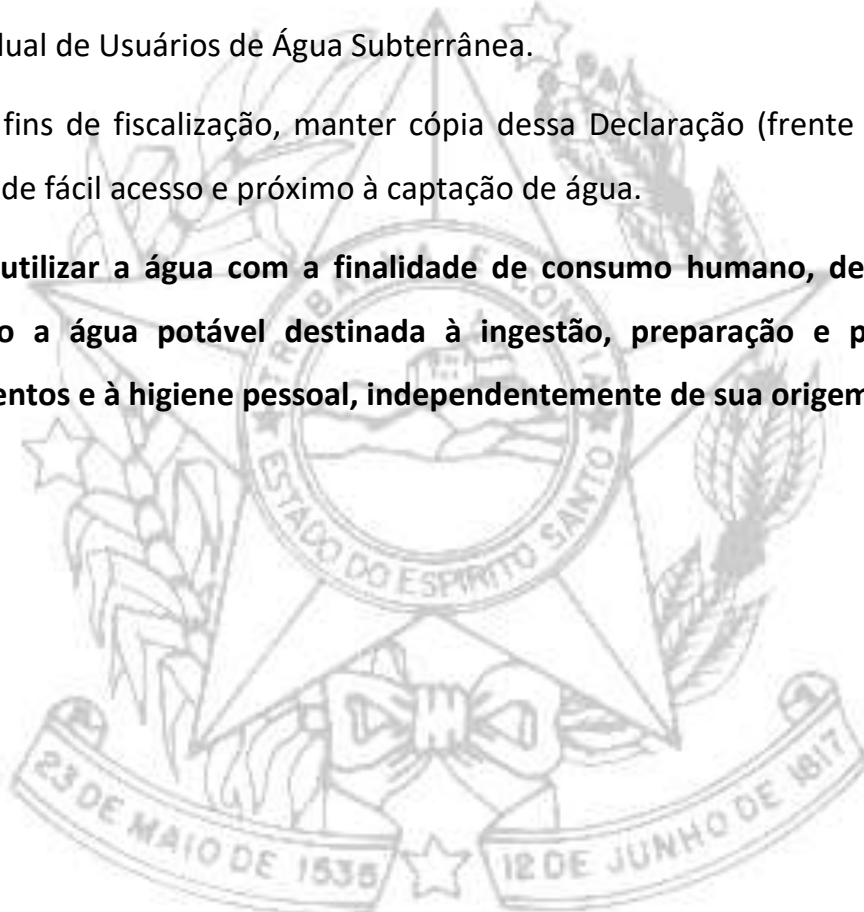 dual de Usuários de Água Subterrânea.
fins de fiscalização, manter cópia dessa Declaração (frente
de fácil acesso e próximo à captação de água.
utilizar a água com a finalidade de consumo humano, de
o a água potável destinada à ingestão, preparação e p
entos e à higiene pessoal, independentemente de sua origem
TRABALHA E CONFIA
ESTADO DO ESPIRITO SANTO
23 DE MAIO DE 1535
12 DE JUNHO DE 1817